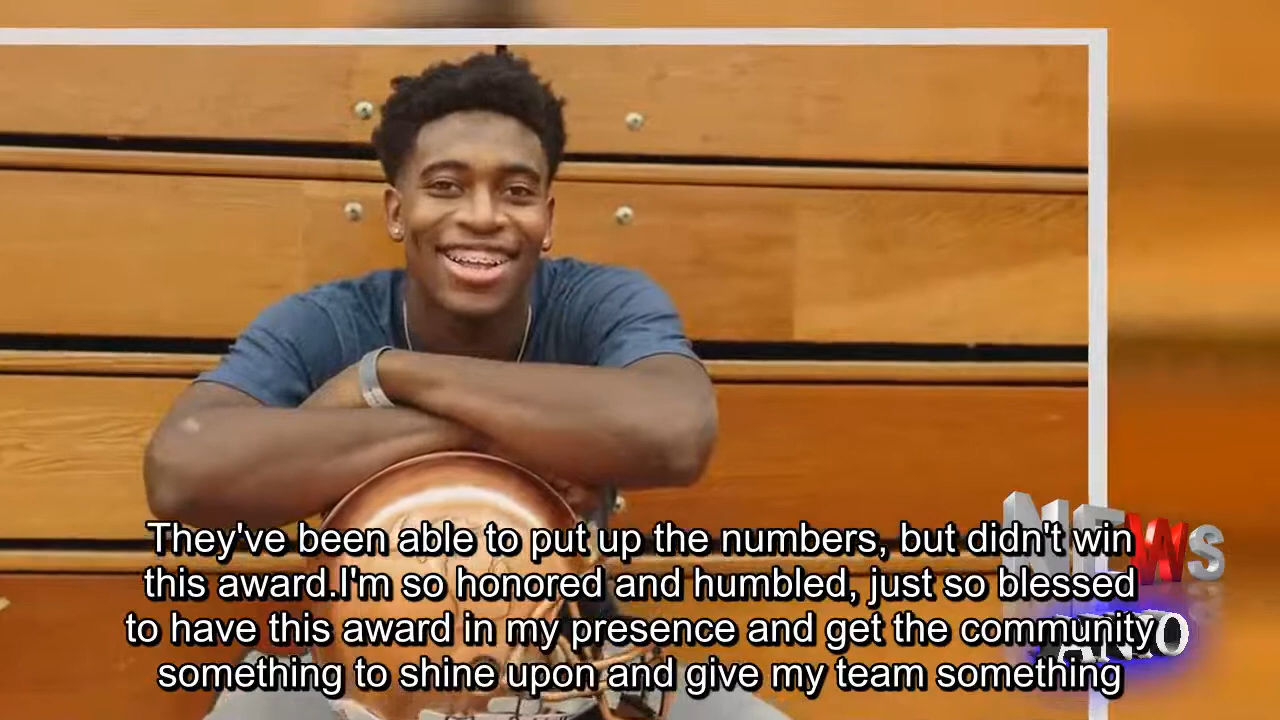 They've been able to put up the numbers, but didn't win
this award.I'm so honored and humbled, just so blessed
to have this award in my presence and get the community
something to shine upon and give my team something
NEWS